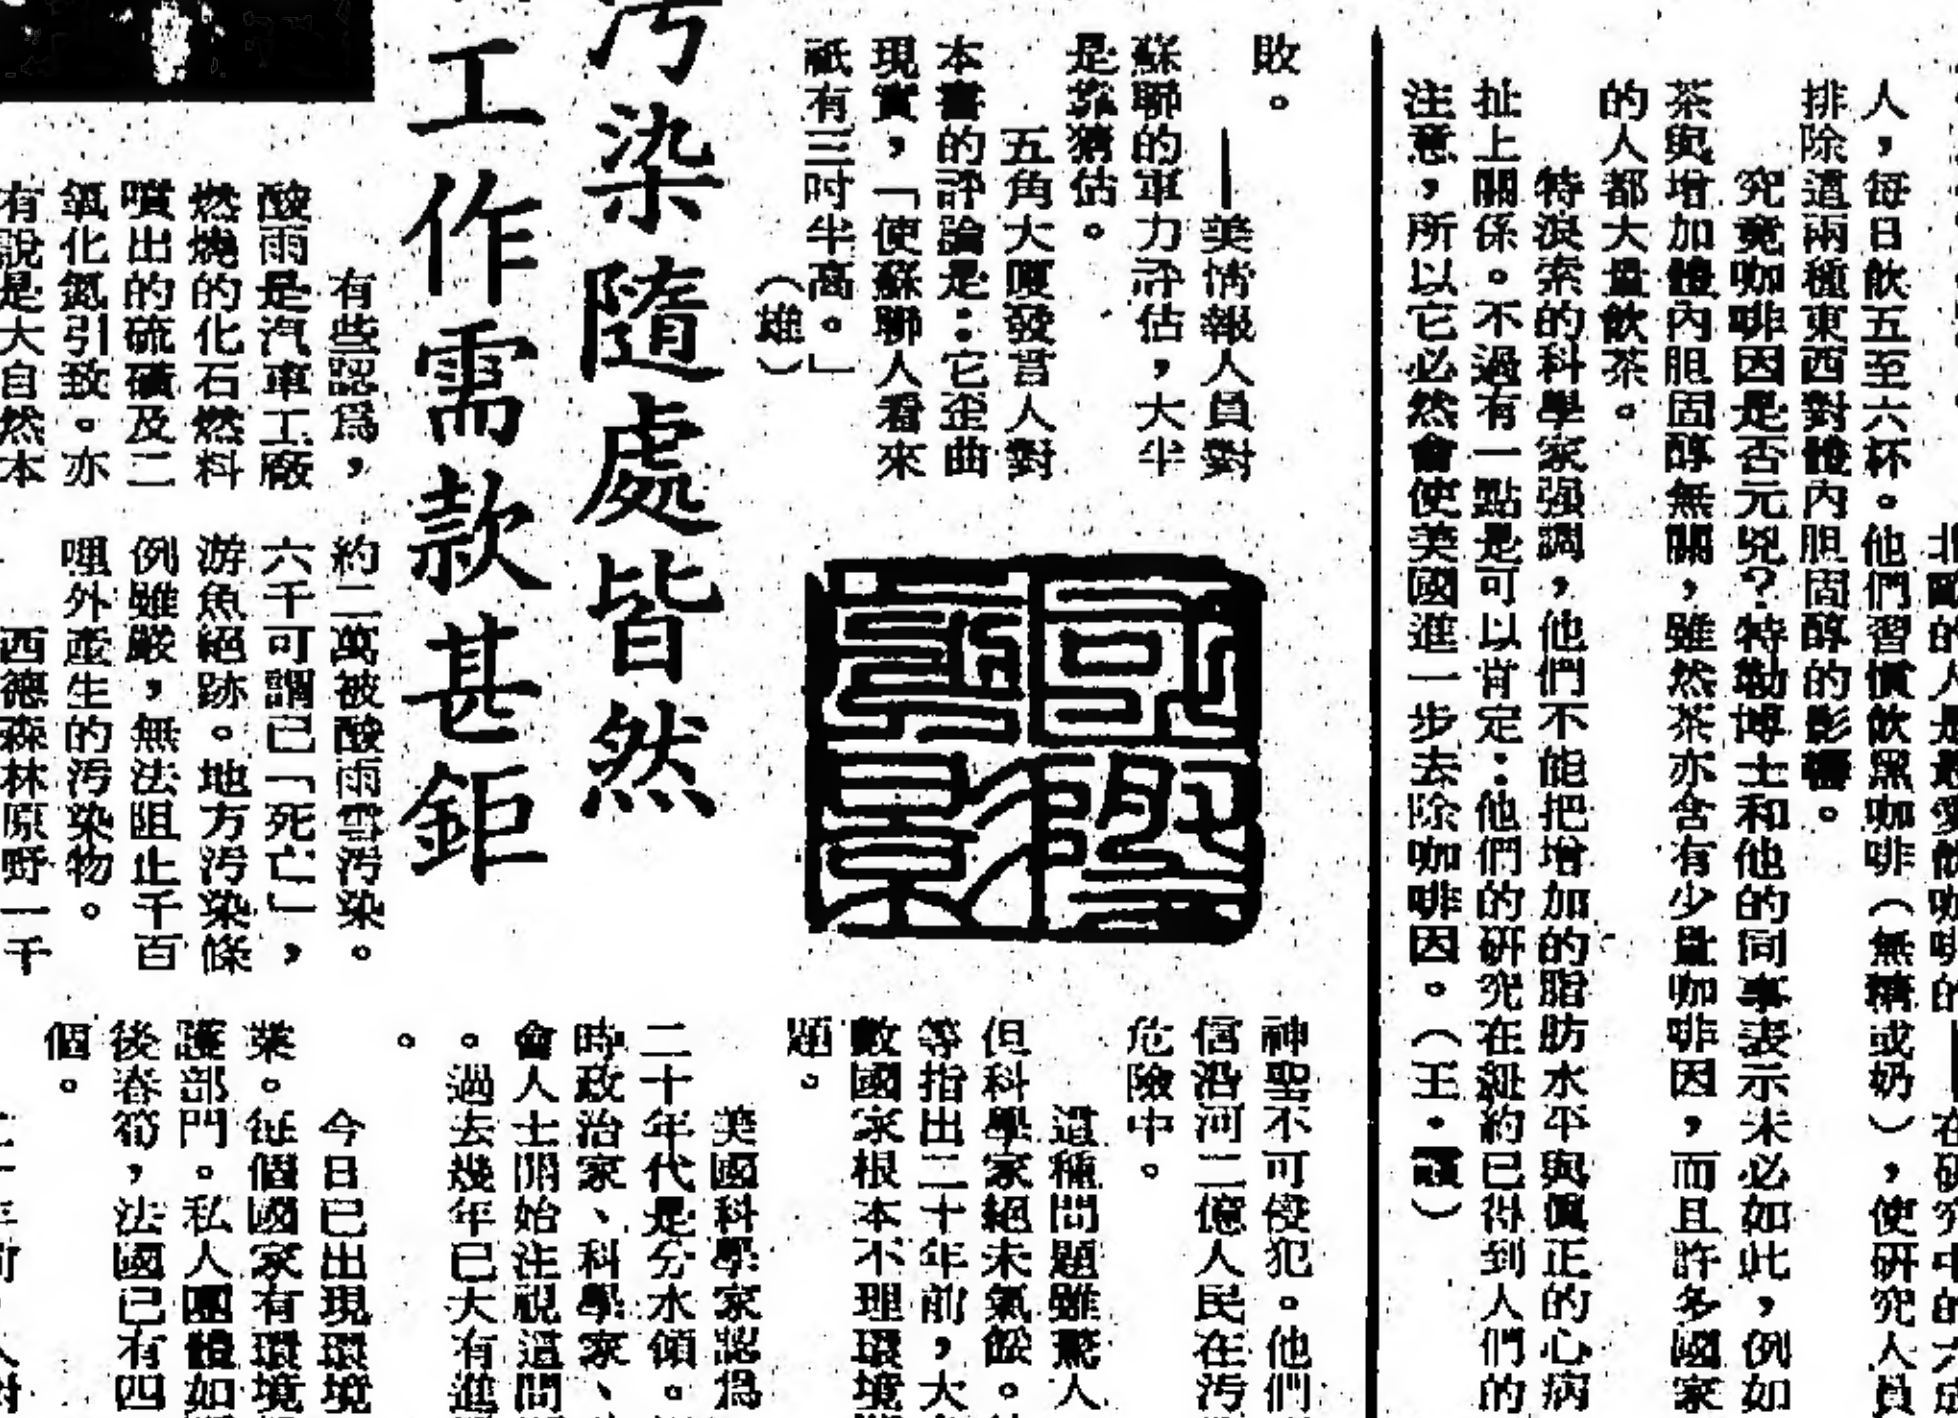 人，每日飲五至六杯。他們習慣飲黑咖啡（無糖或奶），使研究人員
排除這兩種東西對體內胆固醇的影響。
究竟咖啡因是否元兇？特勒博士和他的同事表示未必如此，例如
茶與增加體內胆固醇無關，雖然茶亦含有少量咖啡因，而且許多國家
的人都大量飲茶。
特浪索的科學家强調，他們不能把增加的脂肪水平與眞正的心病
扯上關係。不過有一點是可以肯定：他們的研究在紐約已得到人們的
注意，所以它必然會使美國進一步去除咖啡因。（王·
敗。
——美情報人員對
蘇聯的軍力評估，大半
是靠猜估。
五角大厦發言人對
本書的評論是：它歪曲
現實，「使蘇聯人看來
祇有三吋半高。」
（雄）
污染隨處皆然
工作需款甚鉅
有些認爲，
酸雨是汽車工廠
燃燒的化石燃料
噴出的硫磺及二
氧化氮引致。亦
有說是大自然本
約二萬被酸雨雪汚染。
六千可謂已「死亡」，
游魚絕跡。地方汚染條
例雖嚴，無法阻止千百
哩外產生的汚染物。
西德森林原野一千
神聖不可侵犯。他們
信沿河二億人民在汚
危險中。
這種問題雖驚人
但科學家絕未氣餒。
等指出二十年前，大
數國家根本不理環境
題。
美國科學家認爲
二十年代是分水嶺。
時政治家、科學家、
會人士開始注視這問
。過去幾年已大有進
。
今日已出現環境
業。每個國家有環境
護部門。私人團體如
後春筍，法國已有四
個。